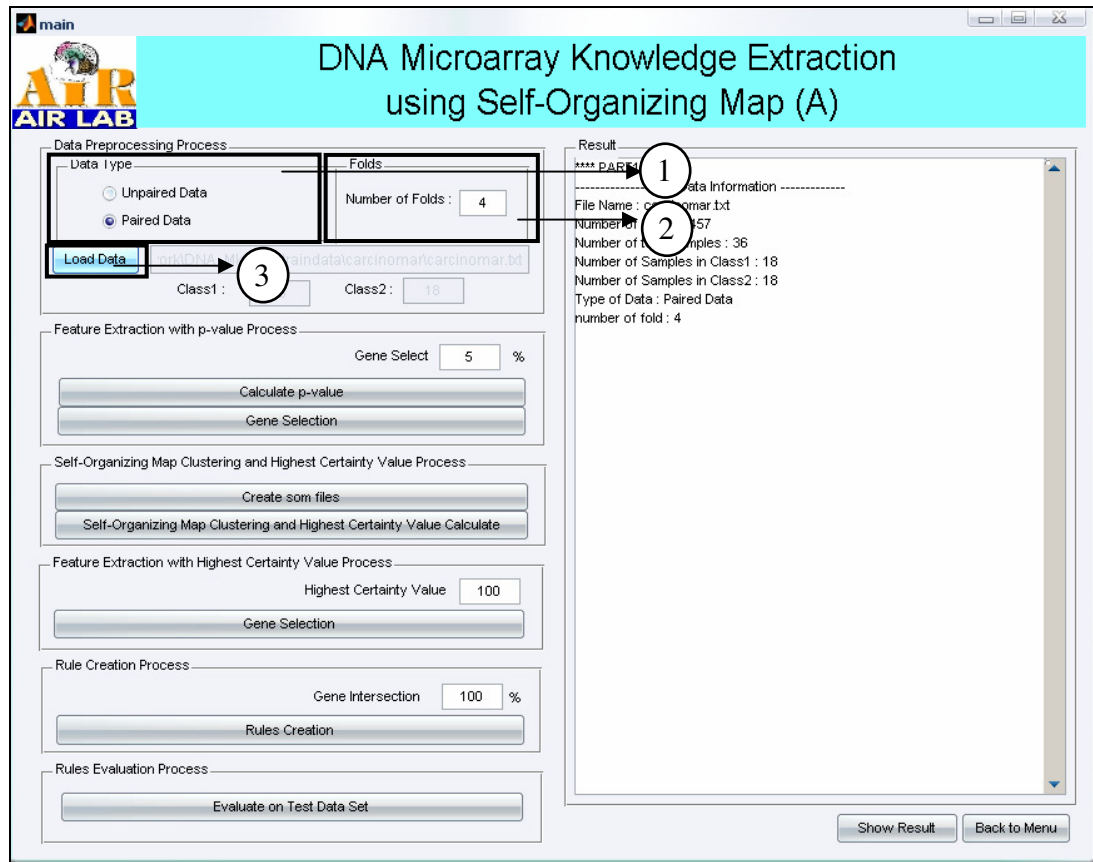 main
AIR
AIR LAB
DNA Microarray Knowledge Extraction
using Self-Organizing Map (A)
Data Preprocessing Process
Data Type
Unpaired Data
Paired Data
Folds
Number of Folds : 4
1
2
Load Data
3
raindata\carcinomar\carcinomar.txt
Class1 :
Class2 : 18
Feature Extraction with p-value Process
Gene Select 5 %
Calculate p-value
Gene Selection
Self-Organizing Map Clustering and Highest Certainty Value Process
Create som files
Self-Organizing Map Clustering and Highest Certainty Value Calculate
Feature Extraction with Highest Certainty Value Process
Highest Certainty Value 100
Gene Selection
Rule Creation Process
Gene Intersection 100 %
Rules Creation
Rules Evaluation Process
Evaluate on Test Data Set
Result
**** PART1
------------- ata Information -------------
File Name : c nomar.txt
Number of 457
Number of t mples : 36
Number of Samples in Class1 : 18
Number of Samples in Class2 : 18
Type of Data : Paired Data
number of fold : 4
Show Result
Back to Menu